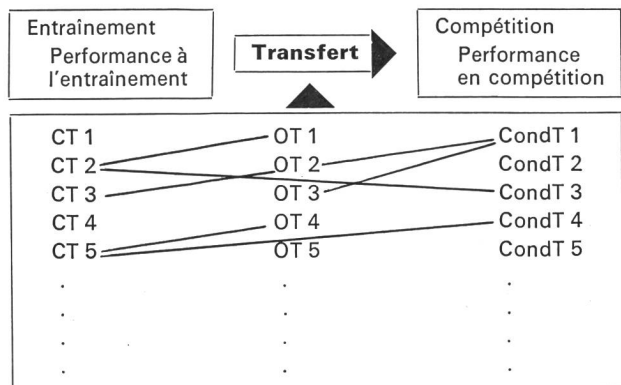 Entraînement
Performance à
l'entraînement
Transfert
Compétition
Performance
en compétition
CT 1 OT 1 CondT 1
CT 2 OT 2 CondT 2
CT 3 OT 3 CondT 3
CT 4 OT 4 CondT 4
CT 5 OT 5 CondT 5
. . .
. . .
. . .
. . .